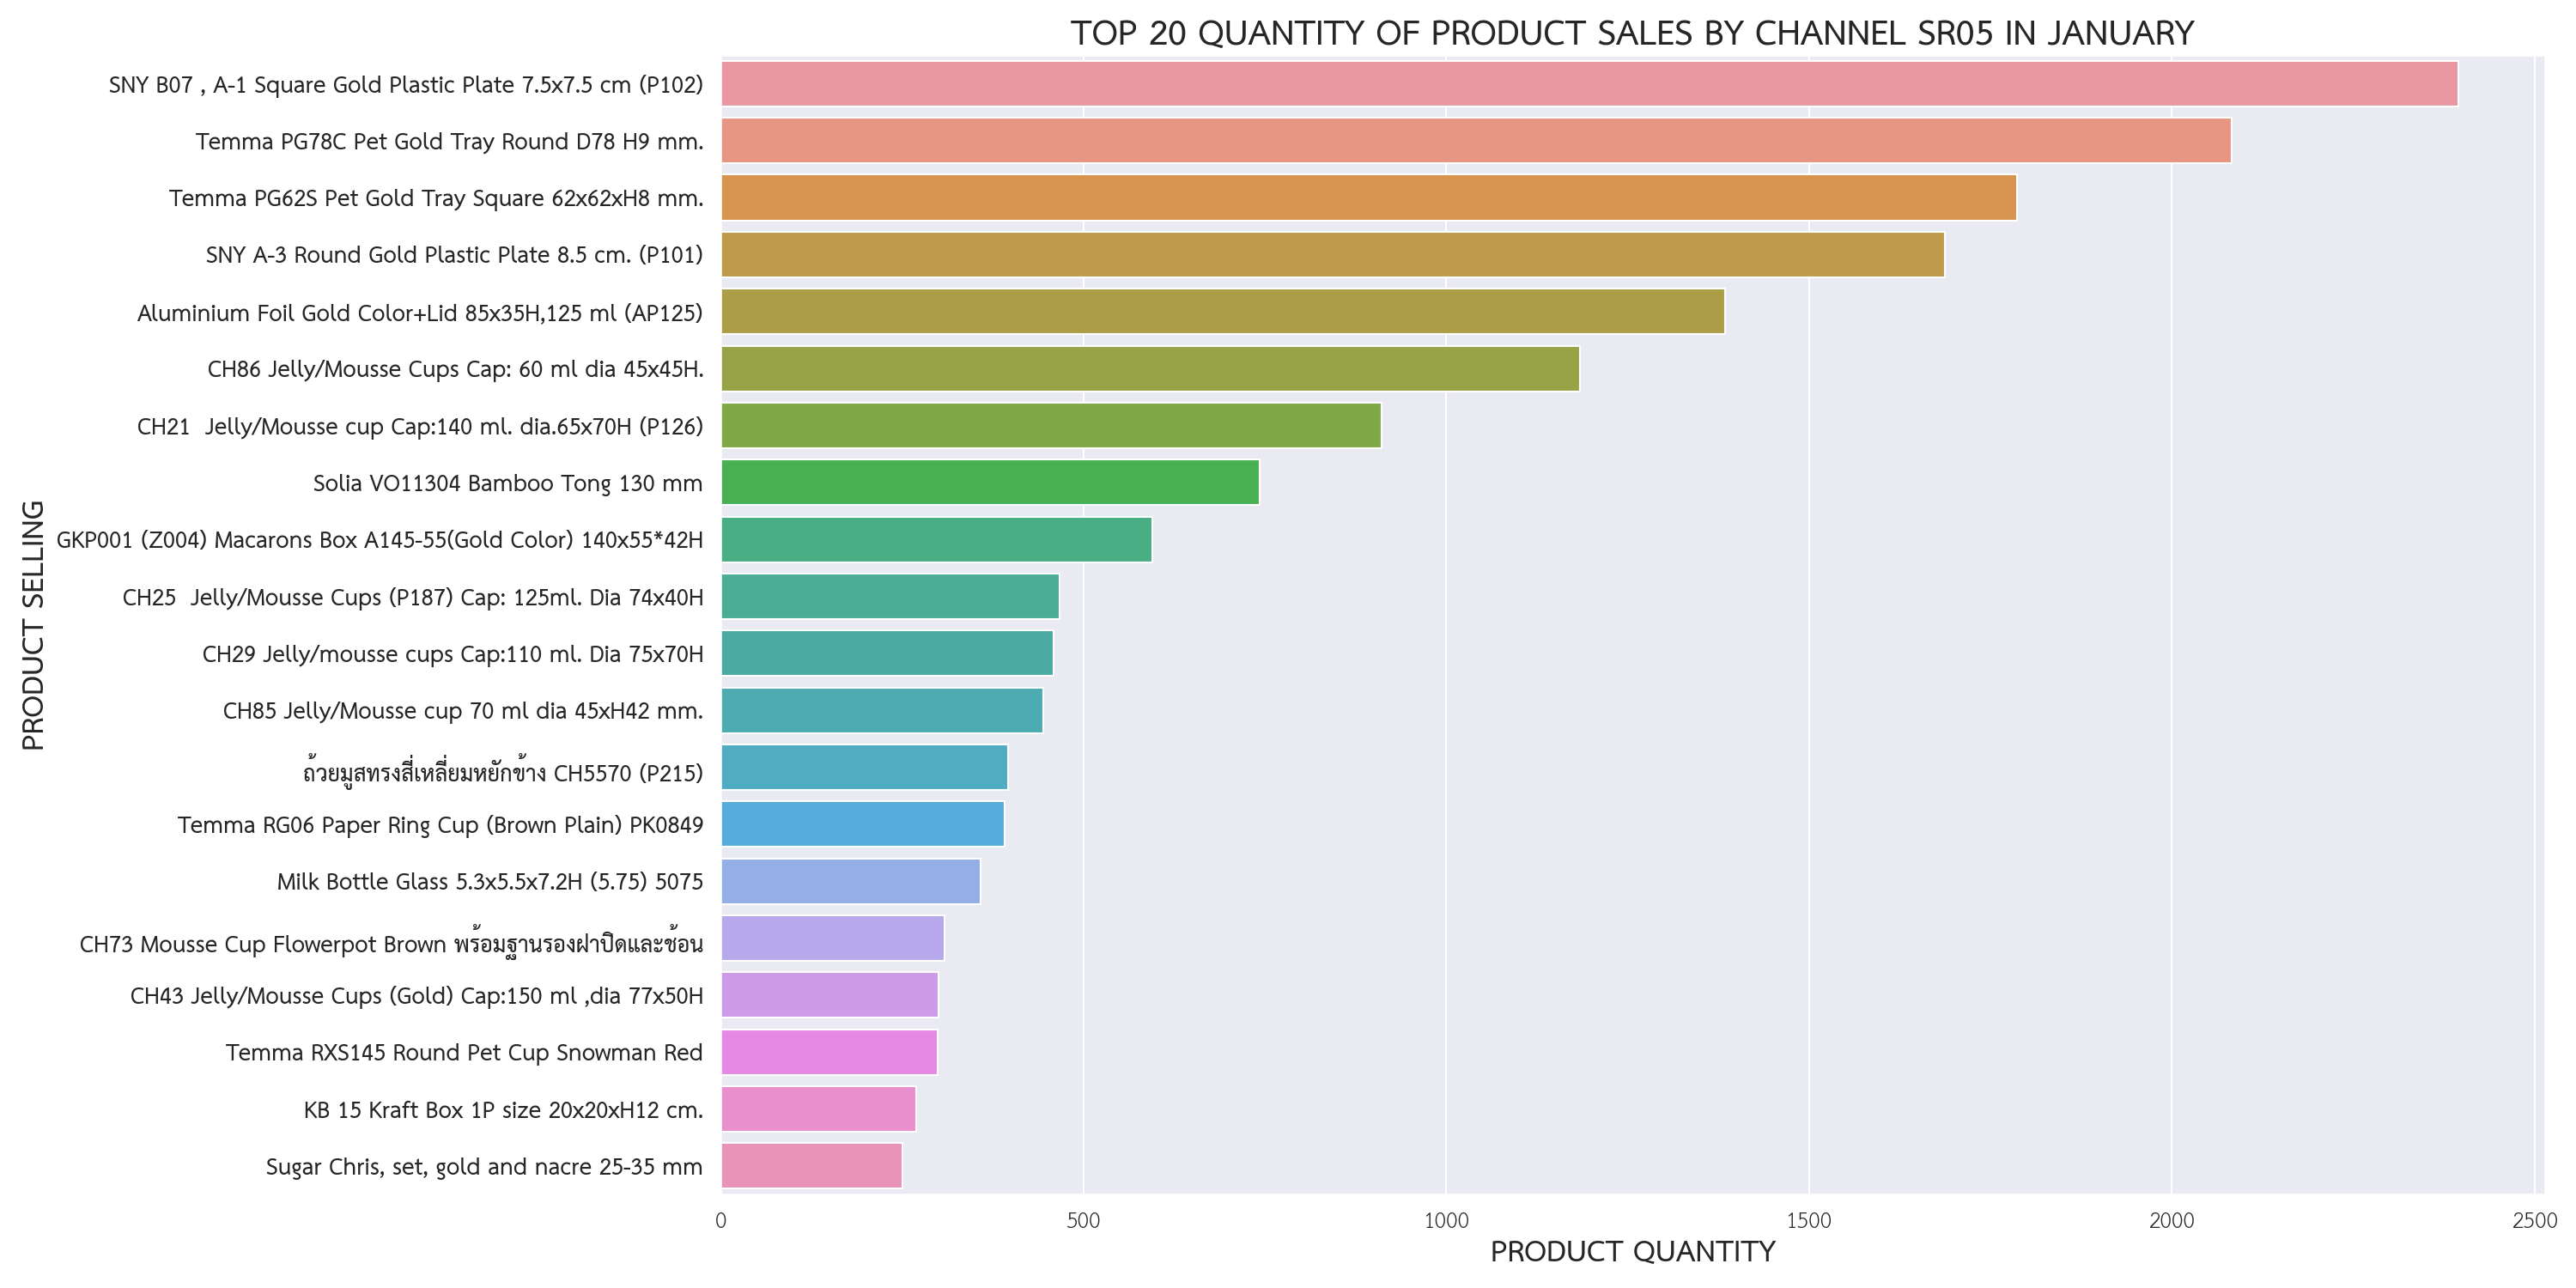 TOP 20 QUANTITY OF PRODUCT SALES BY CHANNEL SR05 IN JANUARY
PRODUCT SELLING
SNY B07 , A-1 Square Gold Plastic Plate 7.5x7.5 cm (P102)
Temma PG78C Pet Gold Tray Round D78 H9 mm.
Temma PG62S Pet Gold Tray Square 62x62xH8 mm.
SNY A-3 Round Gold Plastic Plate 8.5 cm. (P101)
Aluminium Foil Gold Color+Lid 85x35H,125 ml (AP125)
CH86 Jelly/Mousse Cups Cap: 60 ml dia 45x45H.
CH21  Jelly/Mousse cup Cap:140 ml. dia.65x70H (P126)
Solia VO11304 Bamboo Tong 130 mm
GKP001 (Z004) Macarons Box A145-55(Gold Color) 140x55*42H
CH25  Jelly/Mousse Cups (P187) Cap: 125ml. Dia 74x40H
CH29 Jelly/mousse cups Cap:110 ml. Dia 75x70H
CH85 Jelly/Mousse cup 70 ml dia 45xH42 mm.
ถ้วยมูสทรงสี่เหลี่ยมหยักข้าง CH5570 (P215)
Temma RG06 Paper Ring Cup (Brown Plain) PK0849
Milk Bottle Glass 5.3x5.5x7.2H (5.75) 5075
CH73 Mousse Cup Flowerpot Brown พร้อมฐานรองฝาปิดและช้อน
CH43 Jelly/Mousse Cups (Gold) Cap:150 ml ,dia 77x50H
Temma RXS145 Round Pet Cup Snowman Red
KB 15 Kraft Box 1P size 20x20xH12 cm.
Sugar Chris, set, gold and nacre 25-35 mm
0 500 1000 1500 2000 2500
PRODUCT QUANTITY